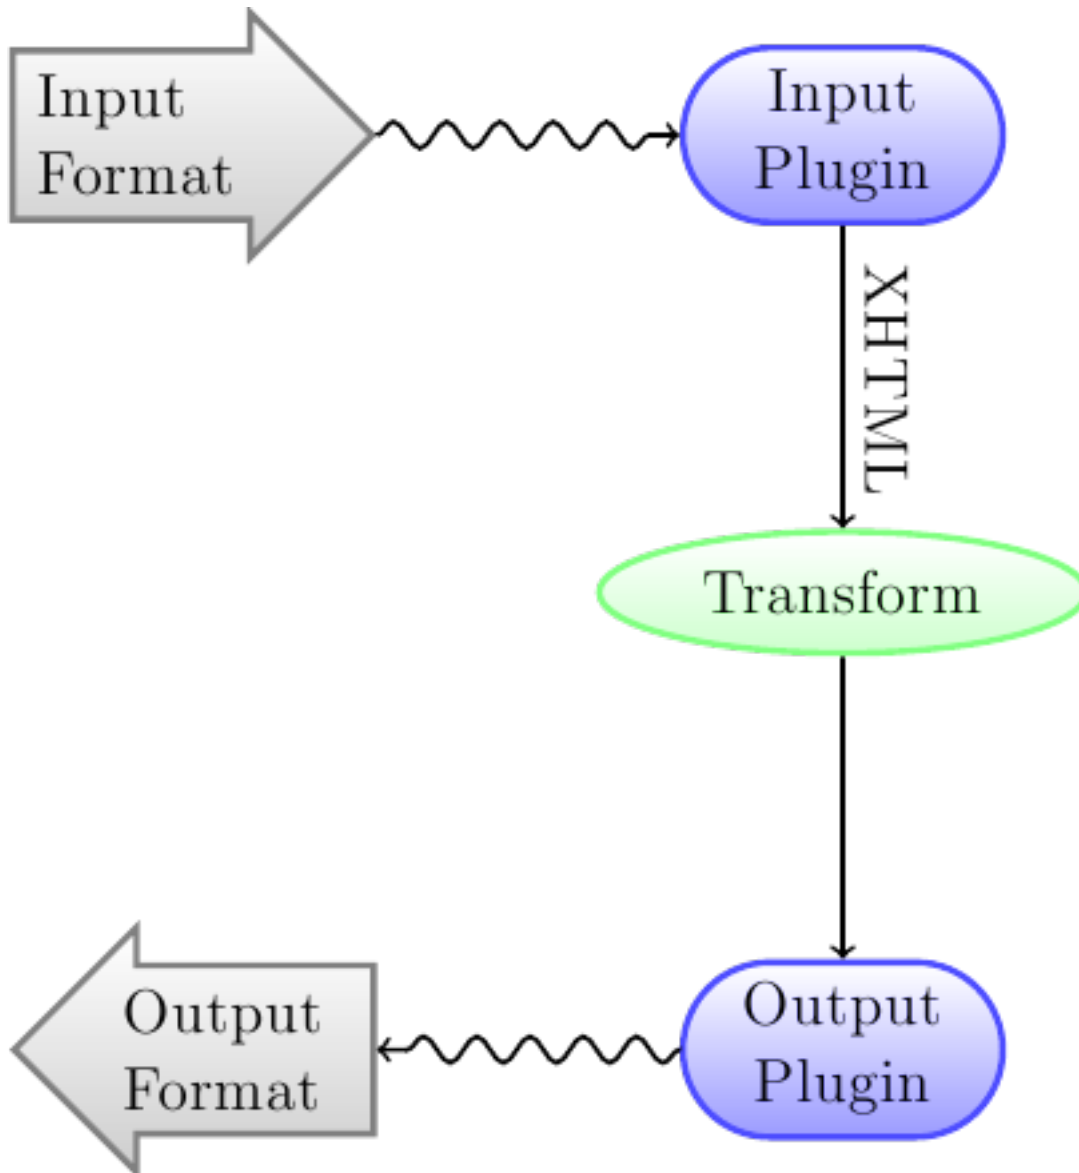 Input
Format
Input
Plugin
XHTML
Transform
Output
Format
Output
Plugin